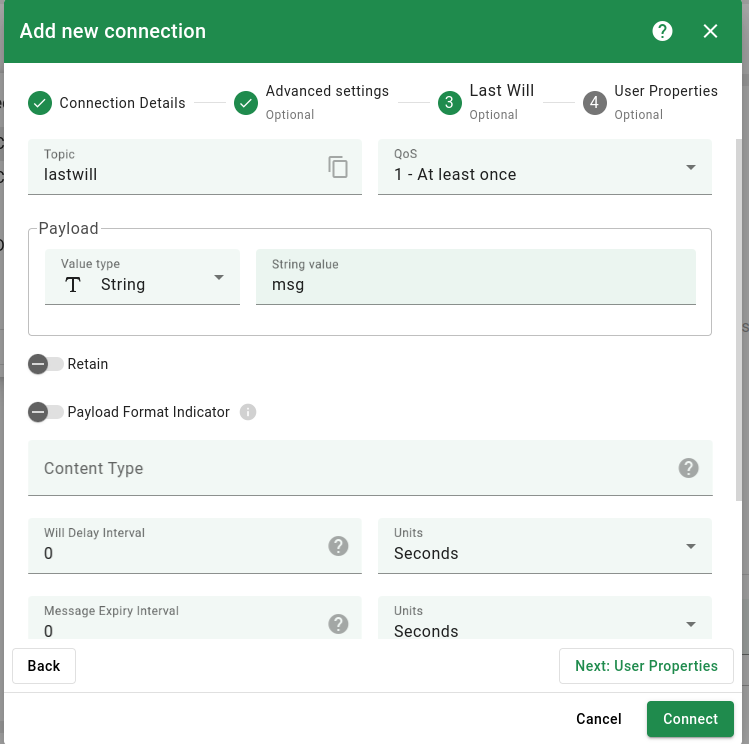 Add new connection
Connection Details
Advanced settings
Optional
3
Last Will
Optional
4
User Properties
Optional
Topic
lastwill
QoS
1 - At least once
Payload
Value type
String
String value
msg
Retain
Payload Format Indicator
Content Type
Will Delay Interval
0
Units
Seconds
Message Expiry Interval
0
Units
Seconds
Back
Next: User Properties
Cancel
Connect